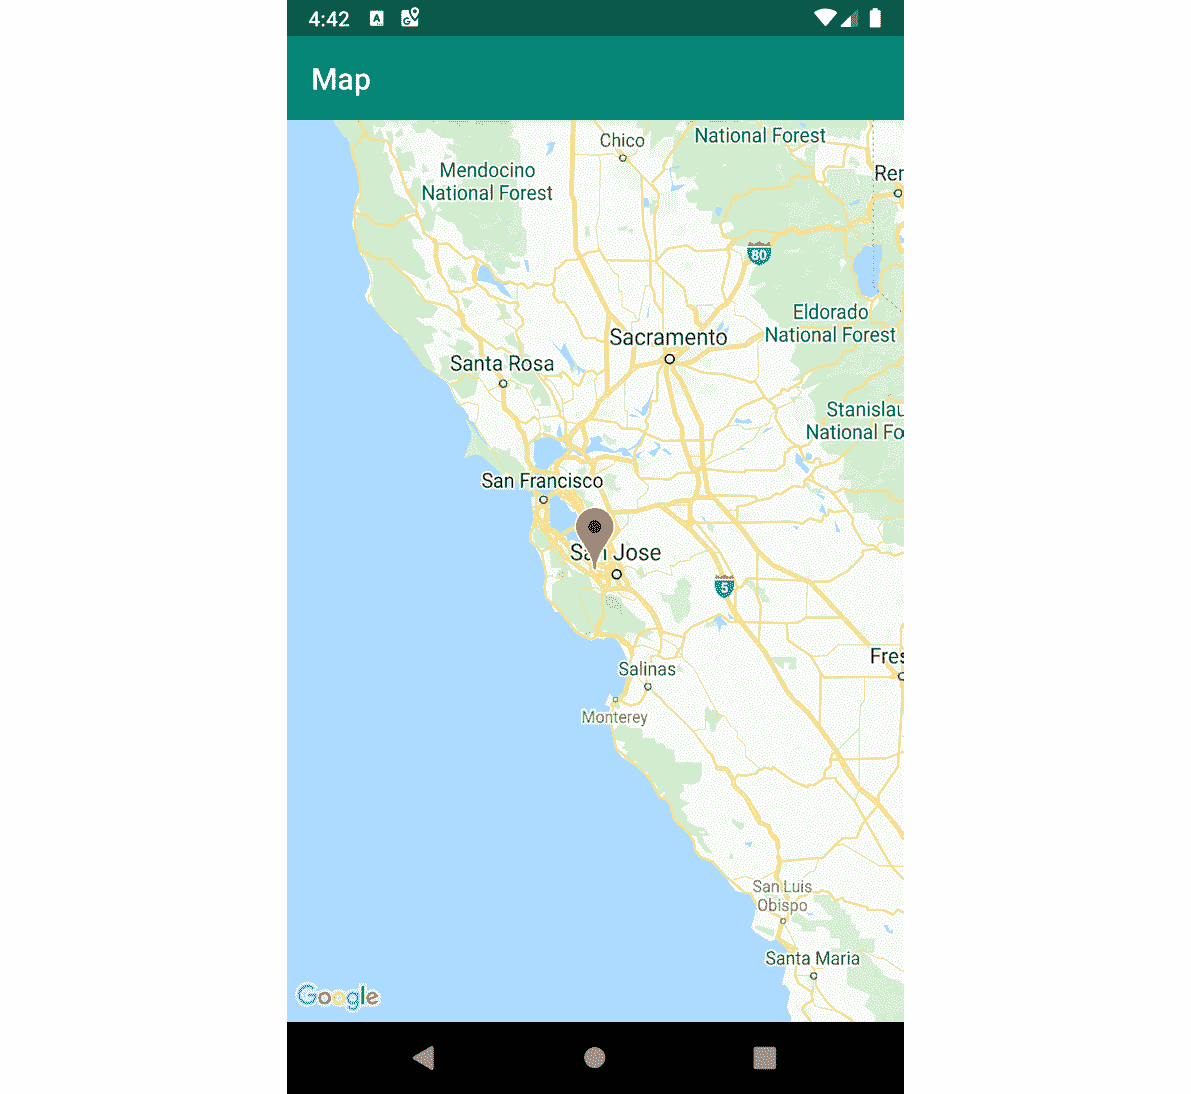 4:42
Map
Chico
National Forest
Mendocino
National Forest
Ren
80
Eldorado
National Forest
Sacramento
Santa Rosa
Stanislau
National Fo
San Francisco
San Jose
5
Fres
Salinas
Monterey
San Luis
Obispo
Santa Maria
Google